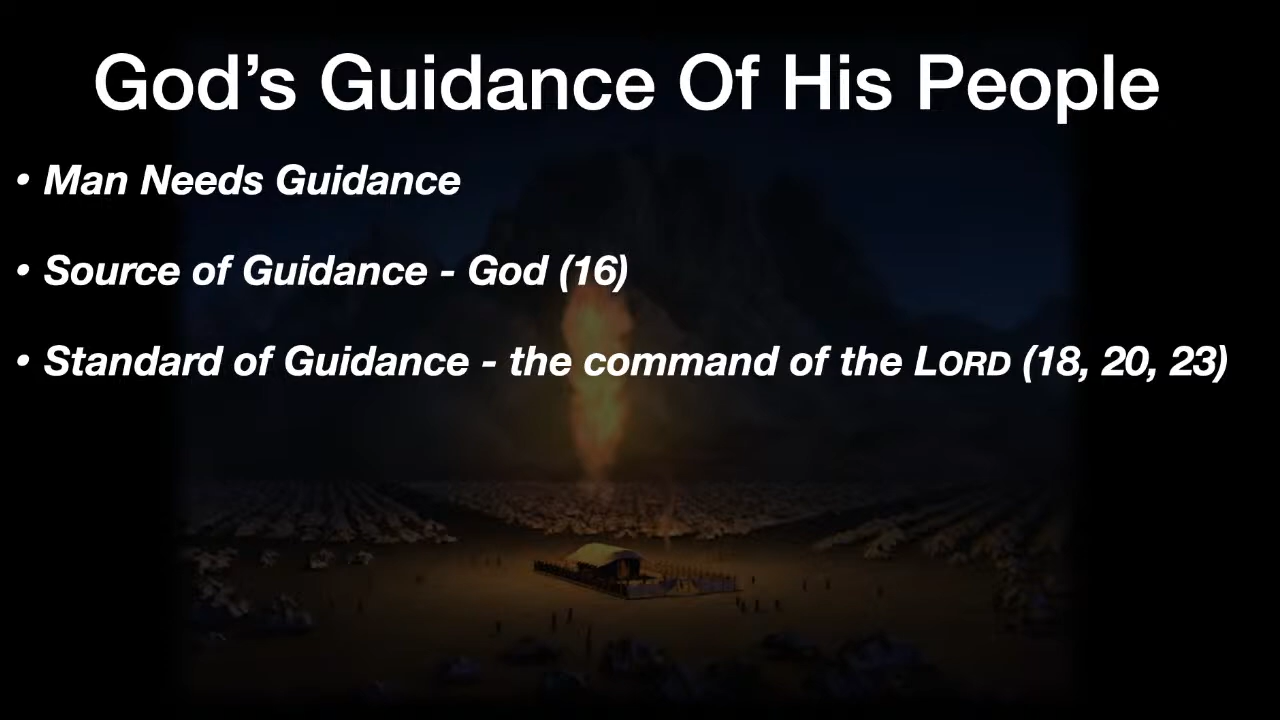 God’s Guidance Of His People
• Man Needs Guidance
• Source of Guidance - God (16)
• Standard of Guidance - the command of the LORD (18, 20, 23)